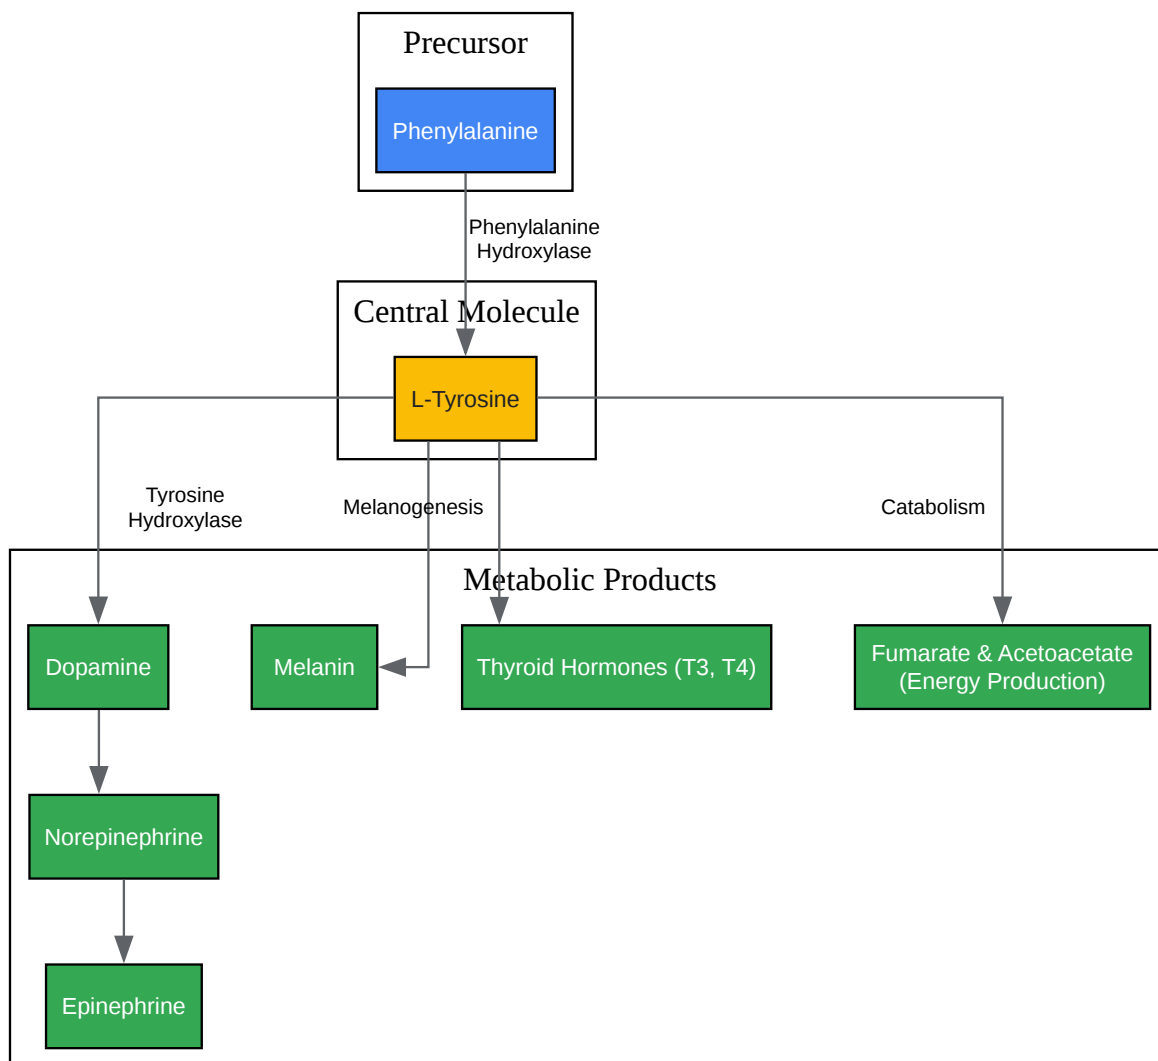 Precursor
Phenylalanine
Phenylalanine
Hydroxylase
Central Molecule
L-Tyrosine
Tyrosine
Hydroxylase
Melanogenesis
Catabolism
Metabolic Products
Dopamine
Melanin
Thyroid Hormones (T3, T4)
Fumarate & Acetoacetate
(Energy Production)
Norepinephrine
Epinephrine